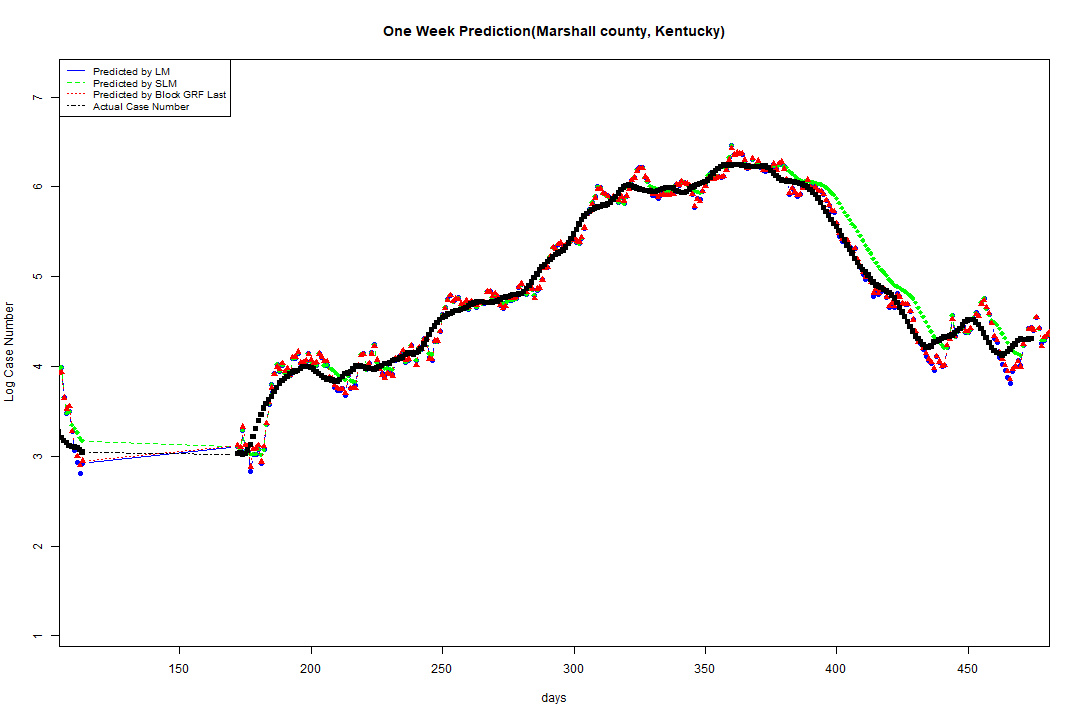 One Week Prediction(Marshall county, Kentucky)
Predicted by LM
Predicted by SLM
Predicted by Block GRF Last
Actual Case Number
7
6
5
4
3
2
1
Log Case Number
150 200 250 300 350 400 450
days